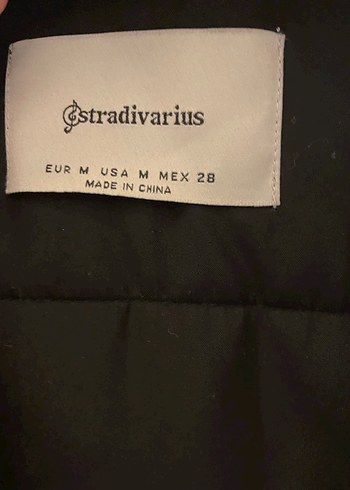 stradivarius
EUR M USA M MEX 28
MADE IN CHINA